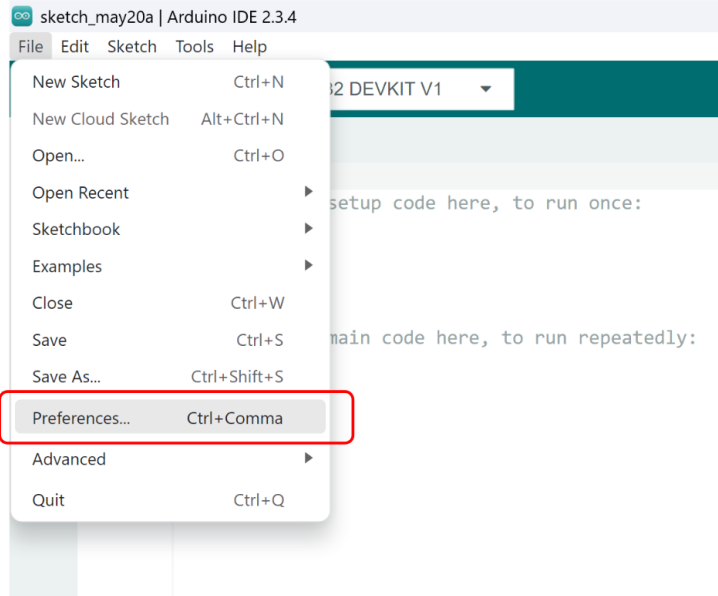 sketch_may20a | Arduino IDE 2.3.4
File Edit Sketch Tools Help
New Sketch Ctrl+N
New Cloud Sketch Alt+Ctrl+N
Open... Ctrl+O
Open Recent
Sketchbook
Examples
Close Ctrl+W
Save Ctrl+S
Save As... Ctrl+Shift+S
Preferences... Ctrl+Comma
Advanced
Quit Ctrl+Q
32 DEVKIT V1
setup code here, to run once:
main code here, to run repeatedly: